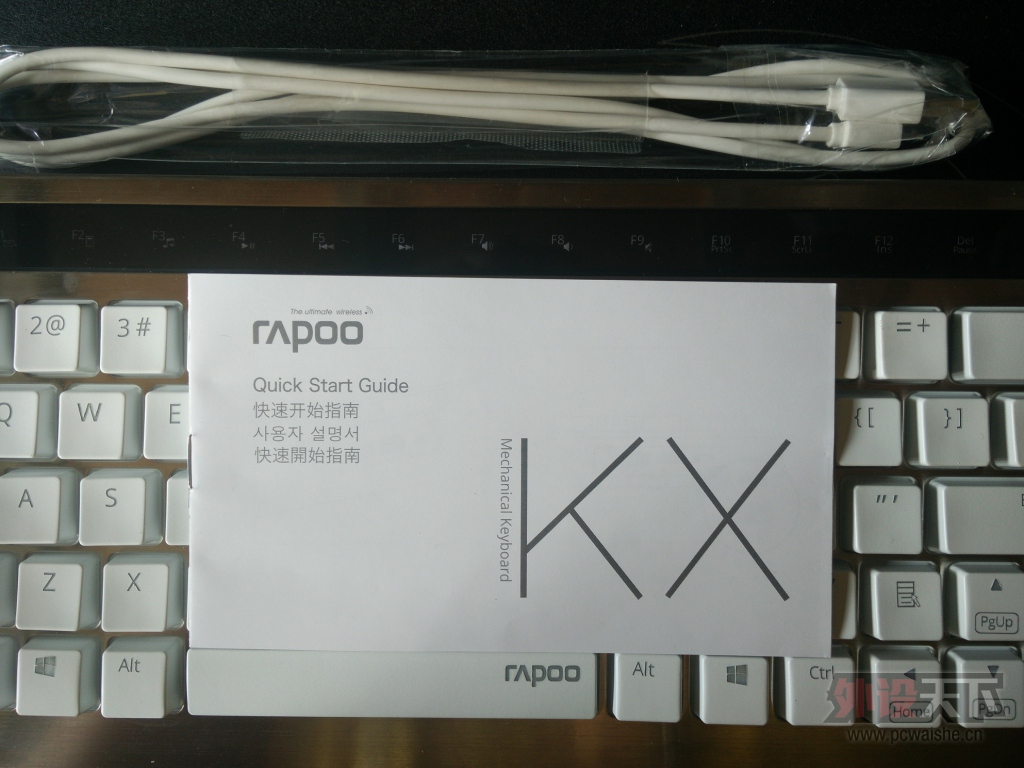 F2
F3
F4
F5
F6
F7
F8
F9
F10
F11
F12
Del
2@
3#
=+
The ultimate wireless
rapoo
Quick Start Guide
快速开始指南
사용자 설명서
快速開始指南
Mechanical Keyboard
KX
Q
W
E
{[
}]
A
S
"'
Z
X
PgUp
Alt
rapoo
Alt
Ctrl
Home
PgDn
外设天下
www.pcwaishe.cn